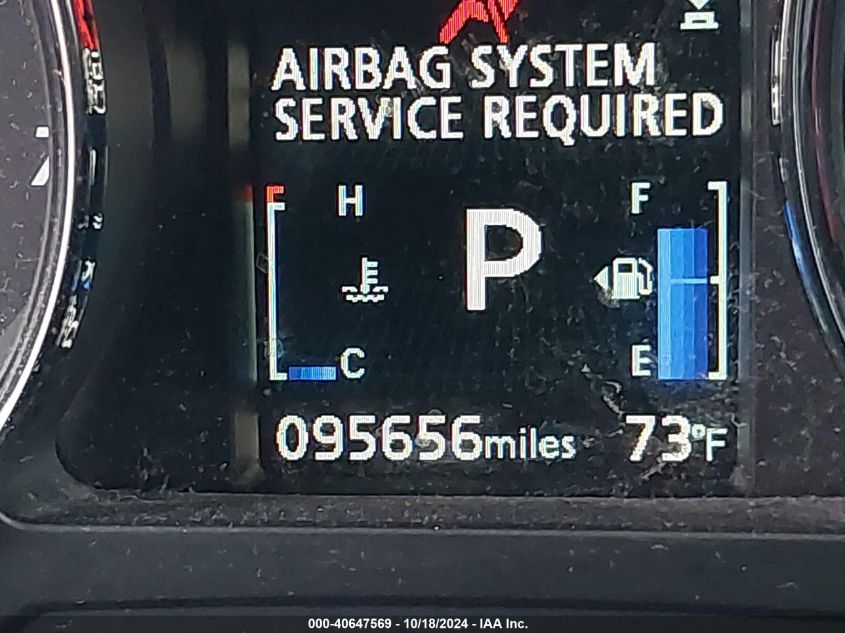 AIRBAG SYSTEM
SERVICE REQUIRED
H
F
P
C
E
095656miles 73°F
000-40647569 - 10/18/2024 - IAA Inc.